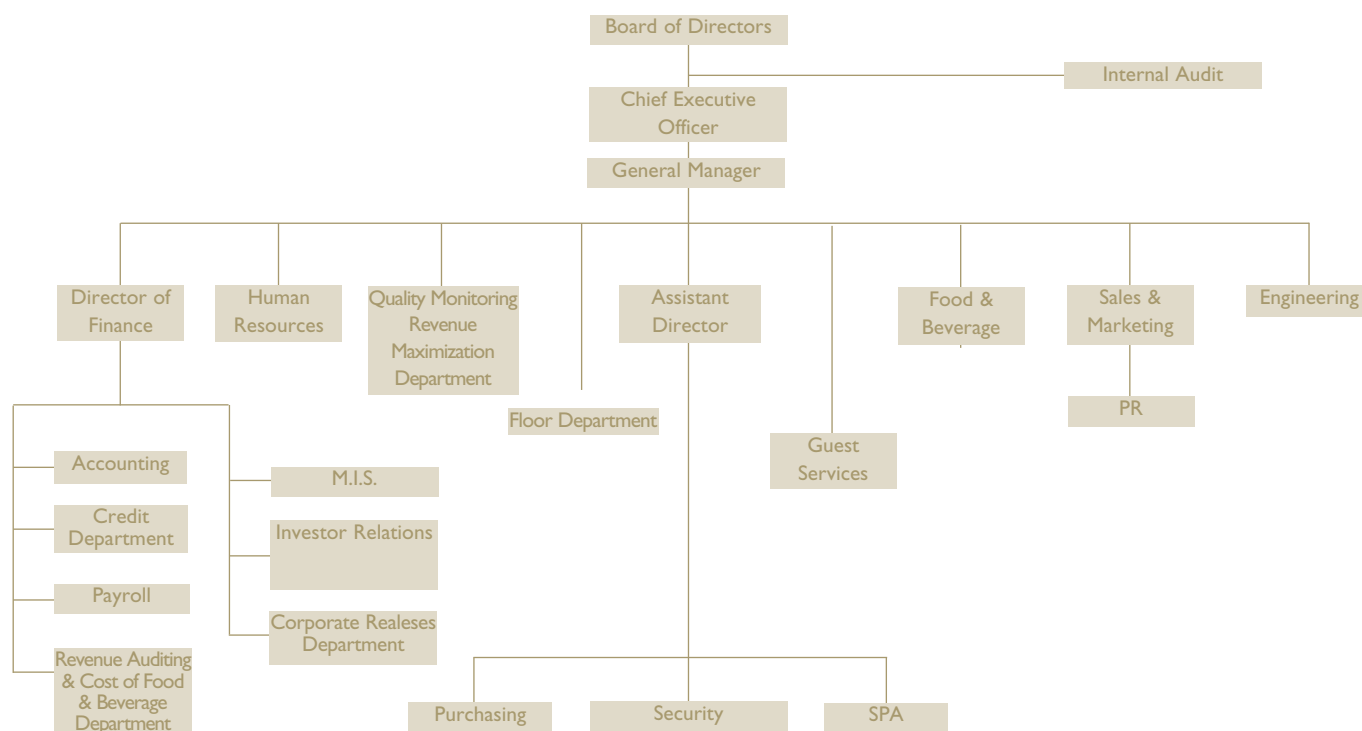 Board of Directors
Internal Audit
Chief Executive
Officer
General Manager
Director of
Finance
Human
Resources
Quality Monitoring
Revenue
Maximization
Department
Floor Department
Assistant
Director
Guest
Services
Food &
Beverage
Sales &
Marketing
PR
Engineering
Accounting
Credit
Department
Payroll
Revenue Auditing
& Cost of Food
& Beverage
Department
M.I.S.
Investor Relations
Corporate Realeses
Department
Purchasing
Security
SPA